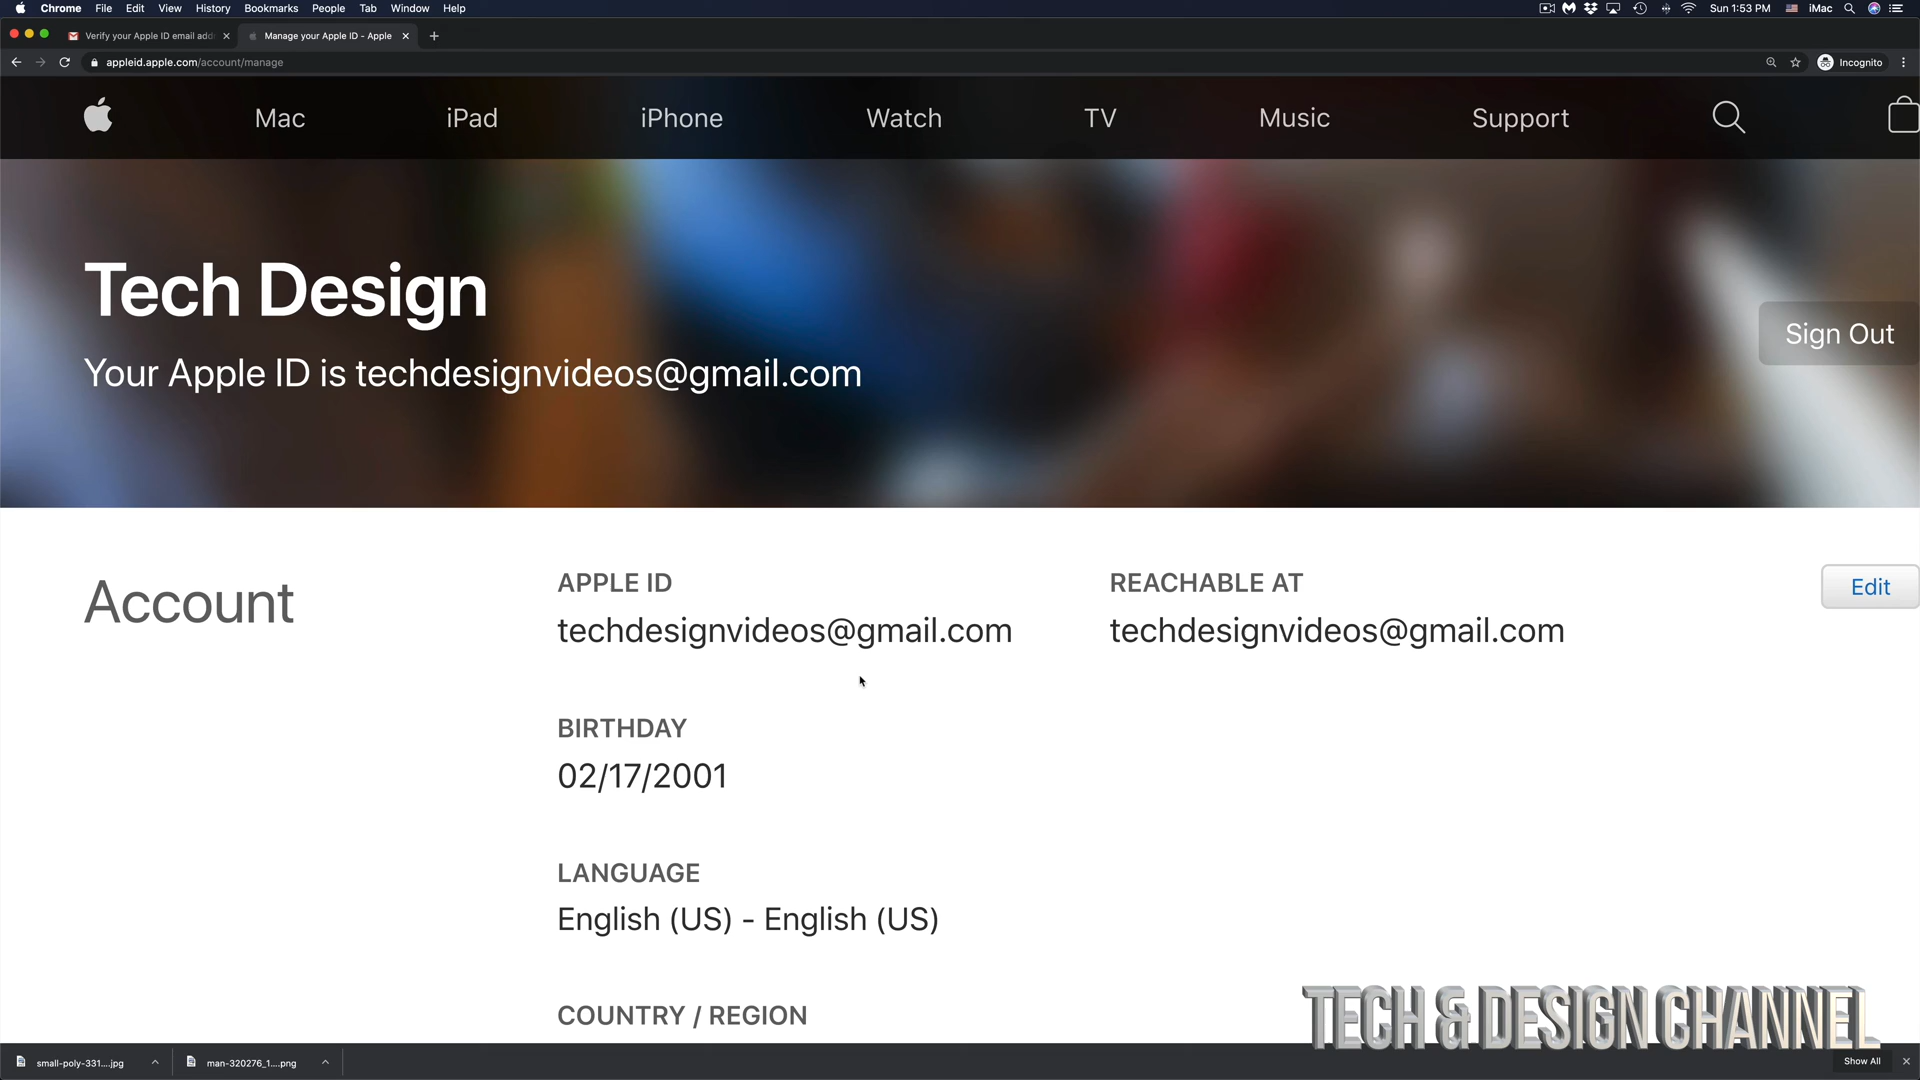 Chrome File Edit View History Bookmarks People Tab Window Help Sun 1:53 PM iMac
Verify your Apple ID email add Manage your Apple ID - Apple
appleid.apple.com/account/manage Incognito
Mac iPad iPhone Watch TV Music Support
Tech Design
Sign Out
Your Apple ID is techdesignvideos@gmail.com
Account
APPLE ID
techdesignvideos@gmail.com
REACHABLE AT
techdesignvideos@gmail.com
Edit
BIRTHDAY
02/17/2001
LANGUAGE
English (US) - English (US)
COUNTRY / REGION
TECH & DESIGN CHANNEL
small-poly-331....jpg man-320276_1....png Show All